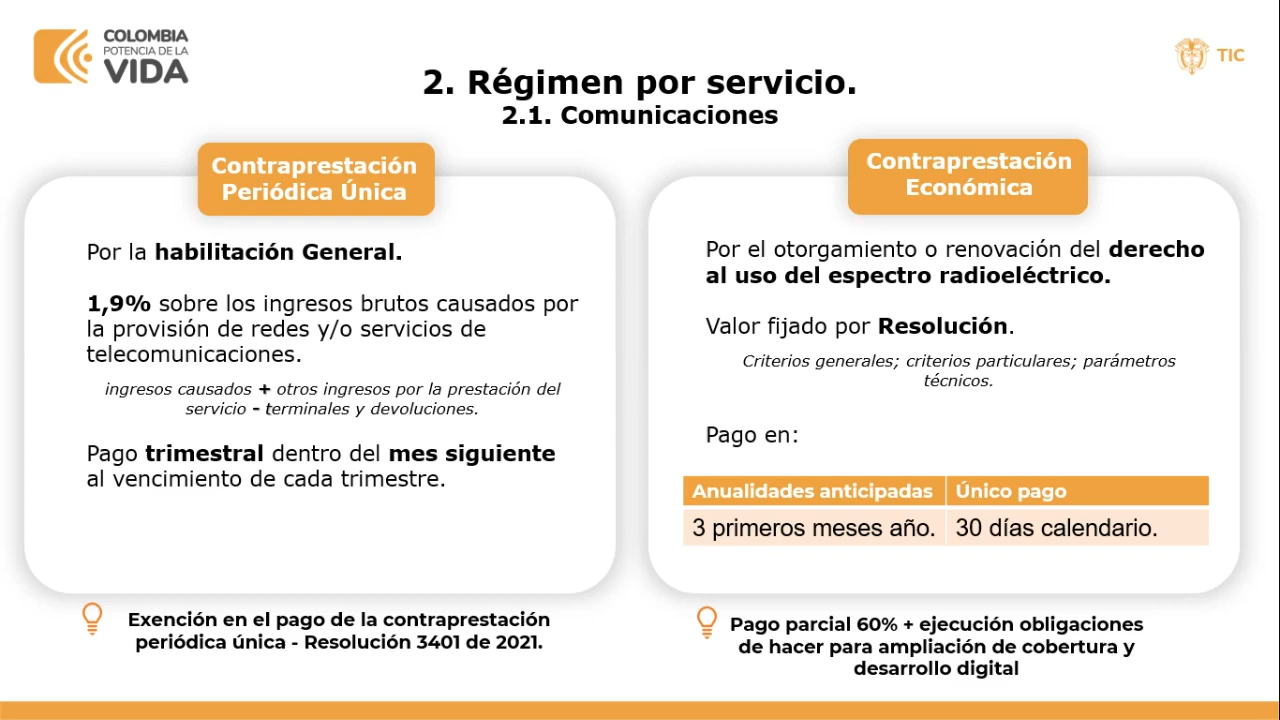 COLOMBIA
POTENCIA DE LA
VIDA
TIC
2. Régimen por servicio.
2.1. Comunicaciones
Contraprestación
Periódica Única
Por la habilitación General.
1,9% sobre los ingresos brutos causados por
la provisión de redes y/o servicios de
telecomunicaciones.
ingresos causados + otros ingresos por la prestación del
servicio - terminales y devoluciones.
Pago trimestral dentro del mes siguiente
al vencimiento de cada trimestre.
Exención en el pago de la contraprestación
periódica única - Resolución 3401 de 2021.
Contraprestación
Económica
Por el otorgamiento o renovación del derecho
al uso del espectro radioeléctrico.
Valor fijado por Resolución.
Criterios generales; criterios particulares; parámetros
técnicos.
Pago en:
Anualidades anticipadas Único pago
3 primeros meses año. 30 días calendario.
Pago parcial 60% + ejecución obligaciones
de hacer para ampliación de cobertura y
desarrollo digital